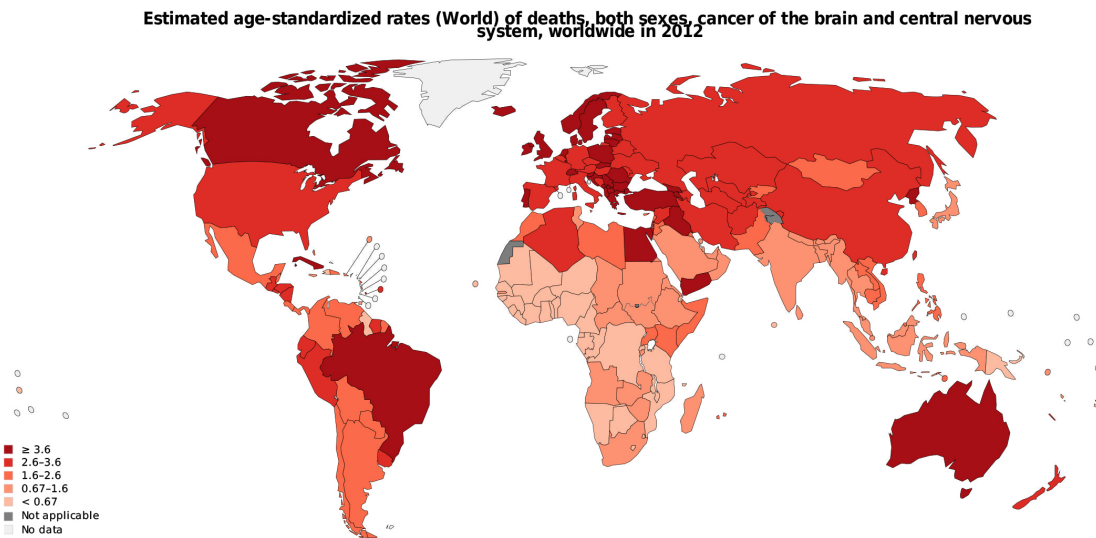 Estimated age-standardized rates (World) of deaths, both sexes, cancer of the brain and central nervous
system, worldwide in 2012
≥ 3.6
2.6–3.6
1.6–2.6
0.67–1.6
< 0.67
Not applicable
No data